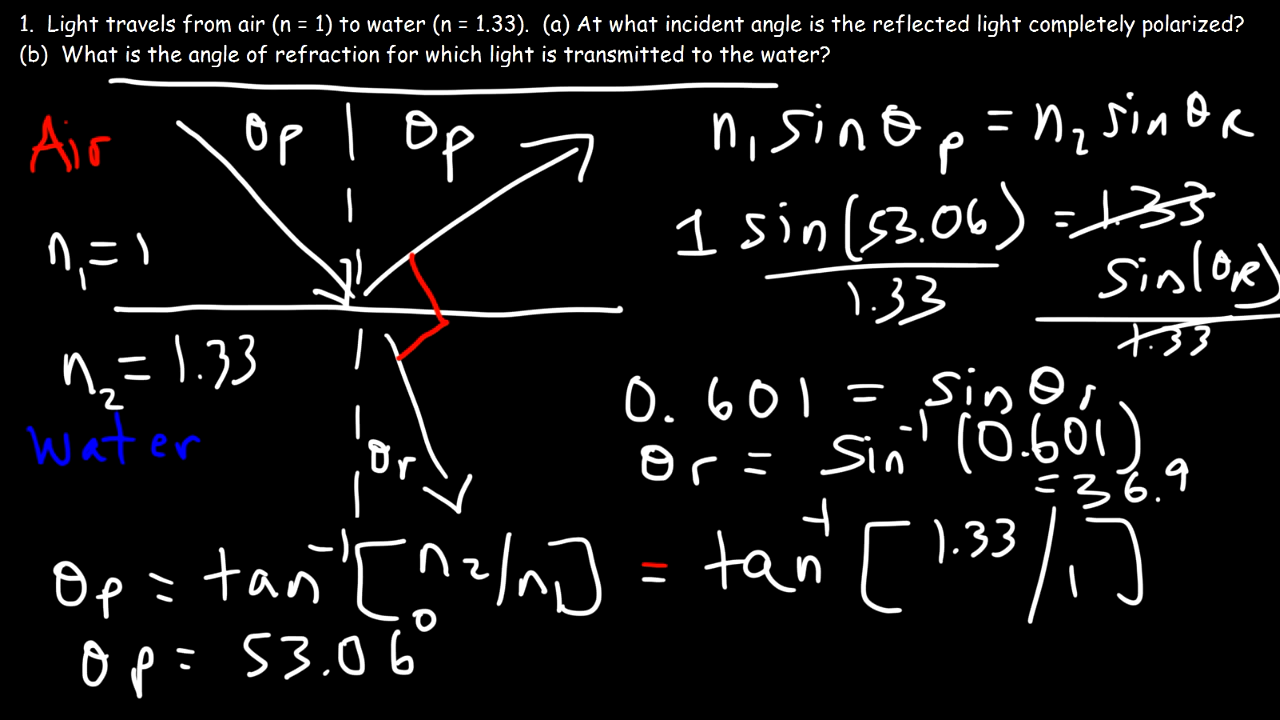 1. Light travels from air (n = 1) to water (n = 1.33). (a) At what incident angle is the reflected light completely polarized?
(b) What is the angle of refraction for which light is transmitted to the water?
Air
θp θp
n₁ = 1
n₂ = 1.33
water
θr
n₁ sin θp = n₂ sin θR
1 sin(53.06) = 1.33
1.33
sin(θR)
1.33
0.601 = sin θr
θr = sin⁻¹(0.601)
= 36.9
θp = tan⁻¹[n₂/n₁] = tan⁻¹[1.33/1]
θp = 53.06°